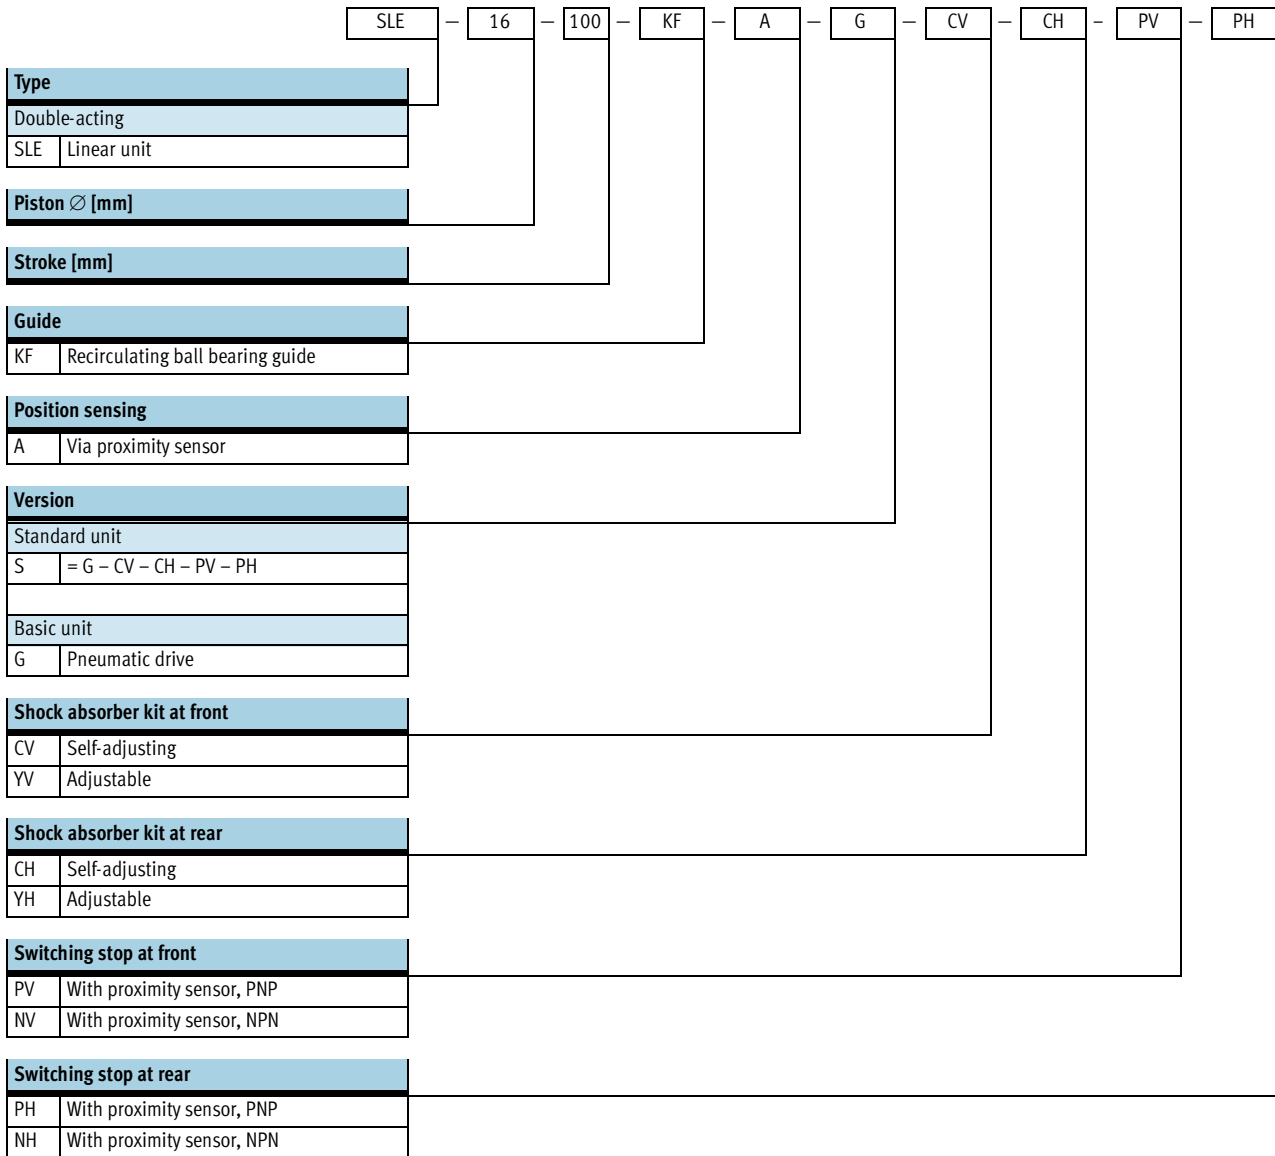 SLE – 16 – 100 – KF – A – G – CV – CH – PV – PH
Type
Double-acting
SLE Linear unit
Piston ∅ [mm]
Stroke [mm]
Guide
KF Recirculating ball bearing guide
Position sensing
A Via proximity sensor
Version
Standard unit
S = G – CV – CH – PV – PH
Basic unit
G Pneumatic drive
Shock absorber kit at front
CV Self-adjusting
YV Adjustable
Shock absorber kit at rear
CH Self-adjusting
YH Adjustable
Switching stop at front
PV With proximity sensor, PNP
NV With proximity sensor, NPN
Switching stop at rear
PH With proximity sensor, PNP
NH With proximity sensor, NPN